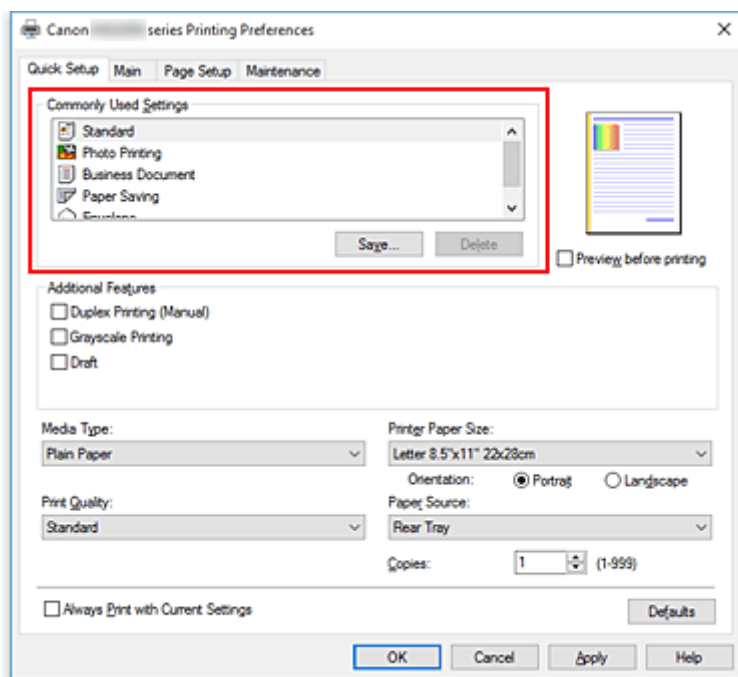 Canon series Printing Preferences
Quick Setup Main Page Setup Maintenance
Commonly Used Settings
Standard
Photo Printing
Business Document
Paper Saving
Envelope
Save... Delete
Preview before printing
Additional Features
Duplex Printing (Manual)
Grayscale Printing
Draft
Media Type: Printer Paper Size:
Plain Paper Letter 8.5"x11" 22x28cm
Orientation: Portrait Landscape
Print Quality: Paper Source:
Standard Rear Tray
Copies: 1 (1-999)
Always Print with Current Settings Defaults
OK Cancel Apply Help